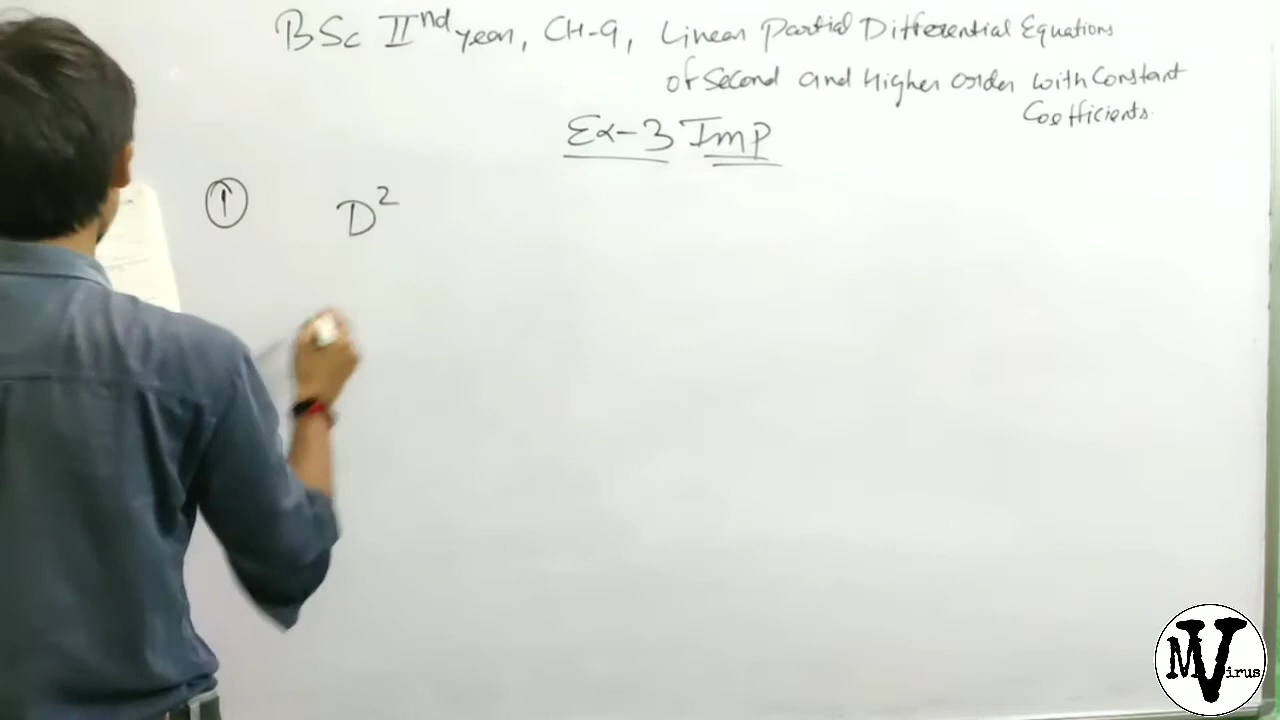 BSc IInd year, CH-9, Linear Partial Differential Equations
of Second and Higher order with Constant
Coefficients.
Ex-3 Imp
① D²
MVirus